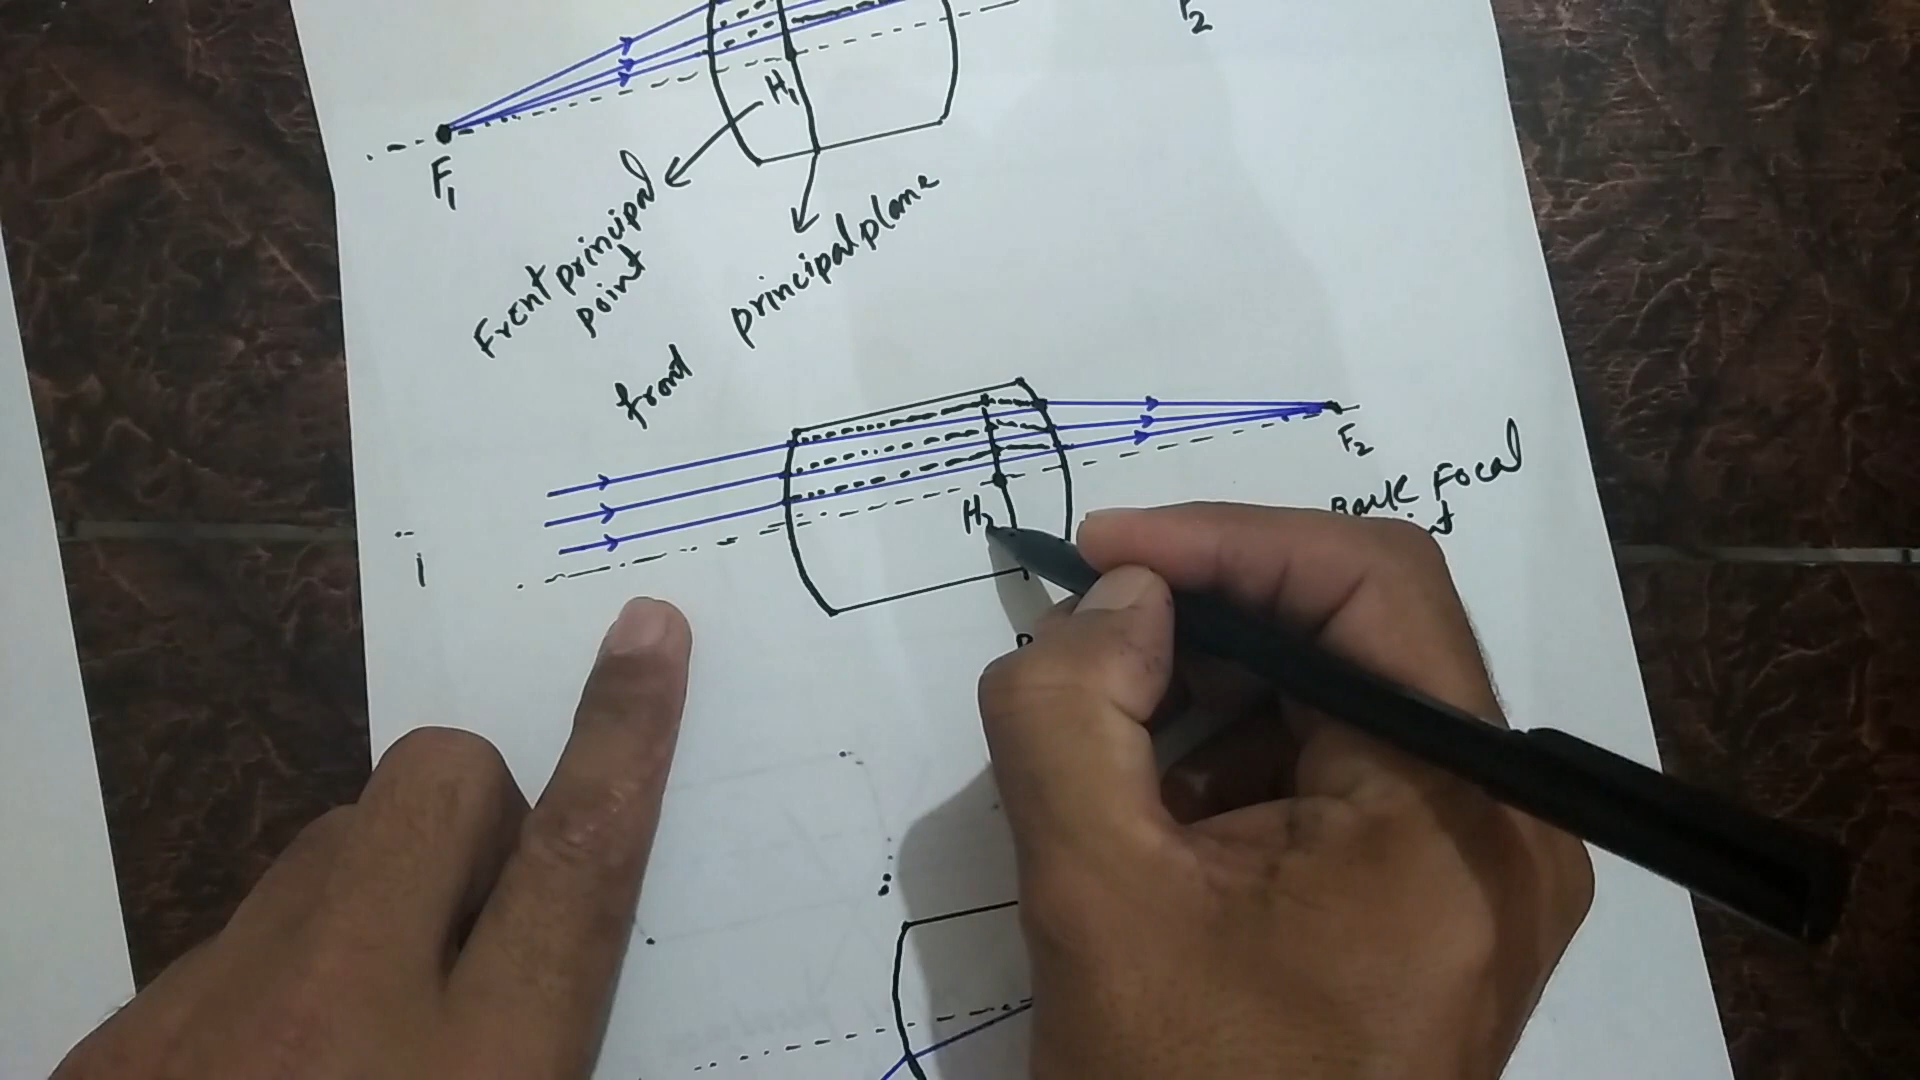 F2
H1
F1
Front principal
point
front principal plane
F2
H2
Back Focal